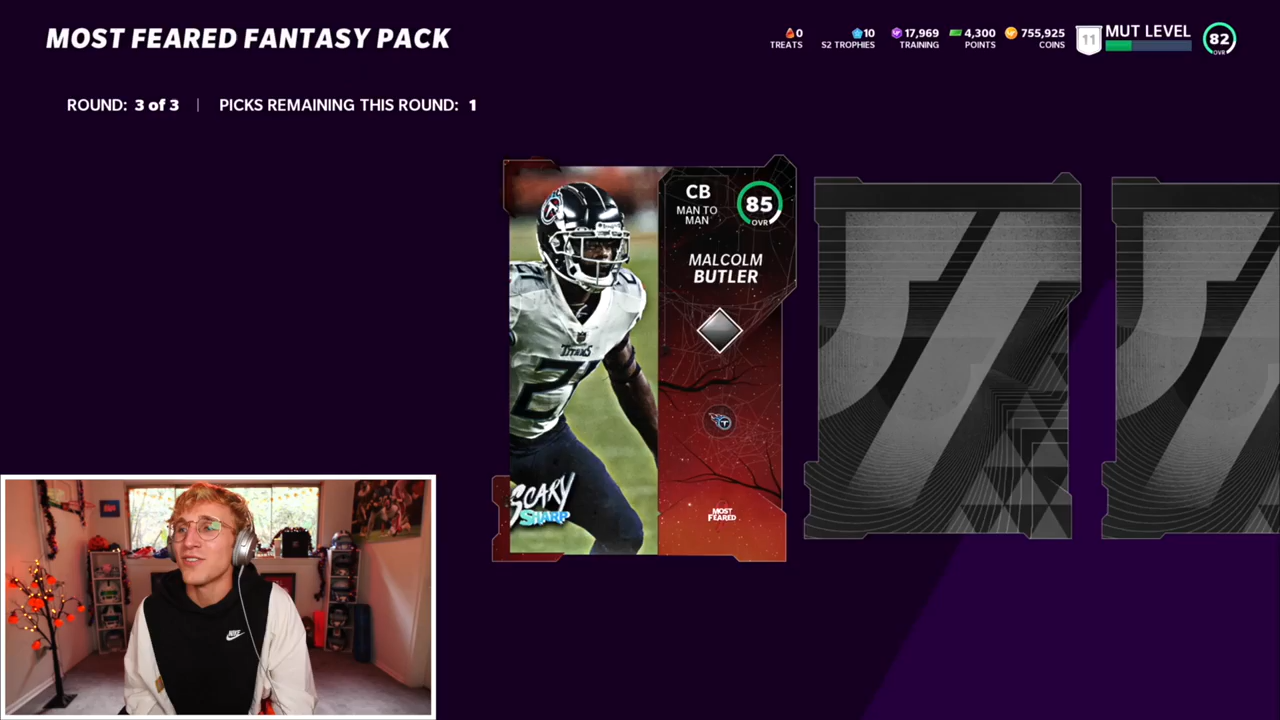 MOST FEARED FANTASY PACK
0
TREATS
10
S2 TROPHIES
17,969
TRAINING
4,300
POINTS
755,925
COINS
11
MUT LEVEL
82
OVR
ROUND: 3 of 3 | PICKS REMAINING THIS ROUND: 1
CB
MAN TO
MAN
85
OVR
MALCOLM
BUTLER
TITANS
2
SCARY
SHARP
MOST
FEARED